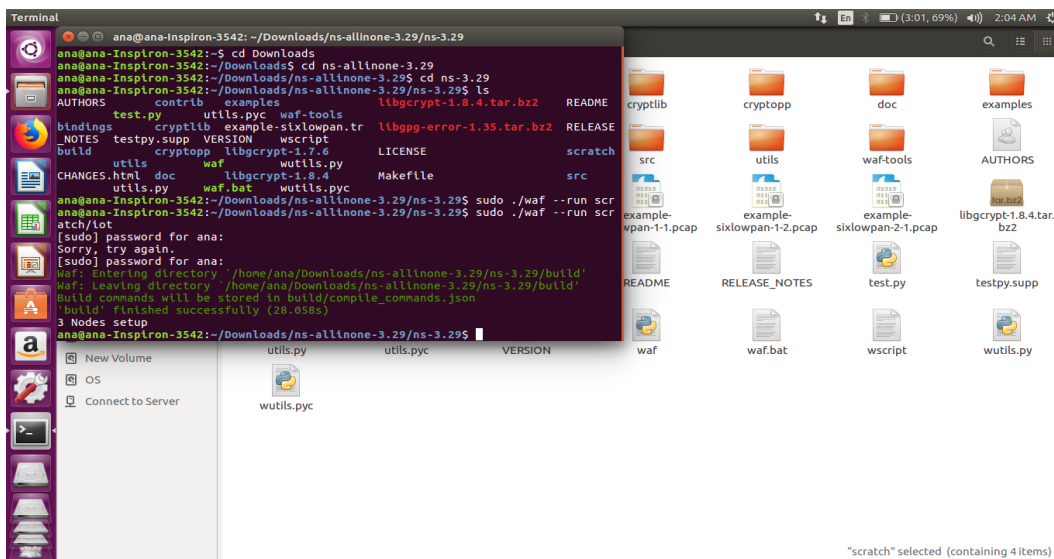 Terminal
En
(3:01, 69%)
2:04 AM
ana@ana-Inspiron-3542: ~/Downloads/ns-allinone-3.29/ns-3.29
ana@ana-Inspiron-3542:~$ cd Downloads
ana@ana-Inspiron-3542:~/Downloads$ cd ns-allinone-3.29
ana@ana-Inspiron-3542:~/Downloads/ns-allinone-3.29$ cd ns-3.29
ana@ana-Inspiron-3542:~/Downloads/ns-allinone-3.29/ns-3.29$ ls
AUTHORS contrib examples libgcrypt-1.8.4.tar.bz2 README
test.py utils.pyc waf-tools
bindings cryptlib example-sixlowpan.tr libgpg-error-1.35.tar.bz2 RELEASE
_NOTES testpy.supp VERSION wscript
build cryptopp libgcrypt-1.7.6 LICENSE scratch
utils waf wutils.py
CHANGES.html doc libgcrypt-1.8.4 Makefile src
utils.py waf.bat wutils.pyc
ana@ana-Inspiron-3542:~/Downloads/ns-allinone-3.29/ns-3.29$ sudo ./waf --run scr
ana@ana-Inspiron-3542:~/Downloads/ns-allinone-3.29/ns-3.29$ sudo ./waf --run scr
atch/iot
[sudo] password for ana:
Sorry, try again.
[sudo] password for ana:
Waf: Entering directory `/home/ana/Downloads/ns-allinone-3.29/ns-3.29/build'
Waf: Leaving directory `/home/ana/Downloads/ns-allinone-3.29/ns-3.29/build'
Build commands will be stored in build/compile_commands.json
'build' finished successfully (28.058s)
3 Nodes setup
ana@ana-Inspiron-3542:~/Downloads/ns-allinone-3.29/ns-3.29$
cryptlib
cryptopp
doc
examples
src
utils
waf-tools
AUTHORS
example-
wpan-1-1.pcap
example-
sixlowpan-1-2.pcap
example-
sixlowpan-2-1.pcap
tar.bz2
libgcrypt-1.8.4.tar.
bz2
README
RELEASE_NOTES
test.py
testpy.supp
utils.py
utils.pyc
VERSION
waf
waf.bat
wscript
wutils.py
wutils.pyc
New Volume
OS
Connect to Server
"scratch" selected (containing 4 items)